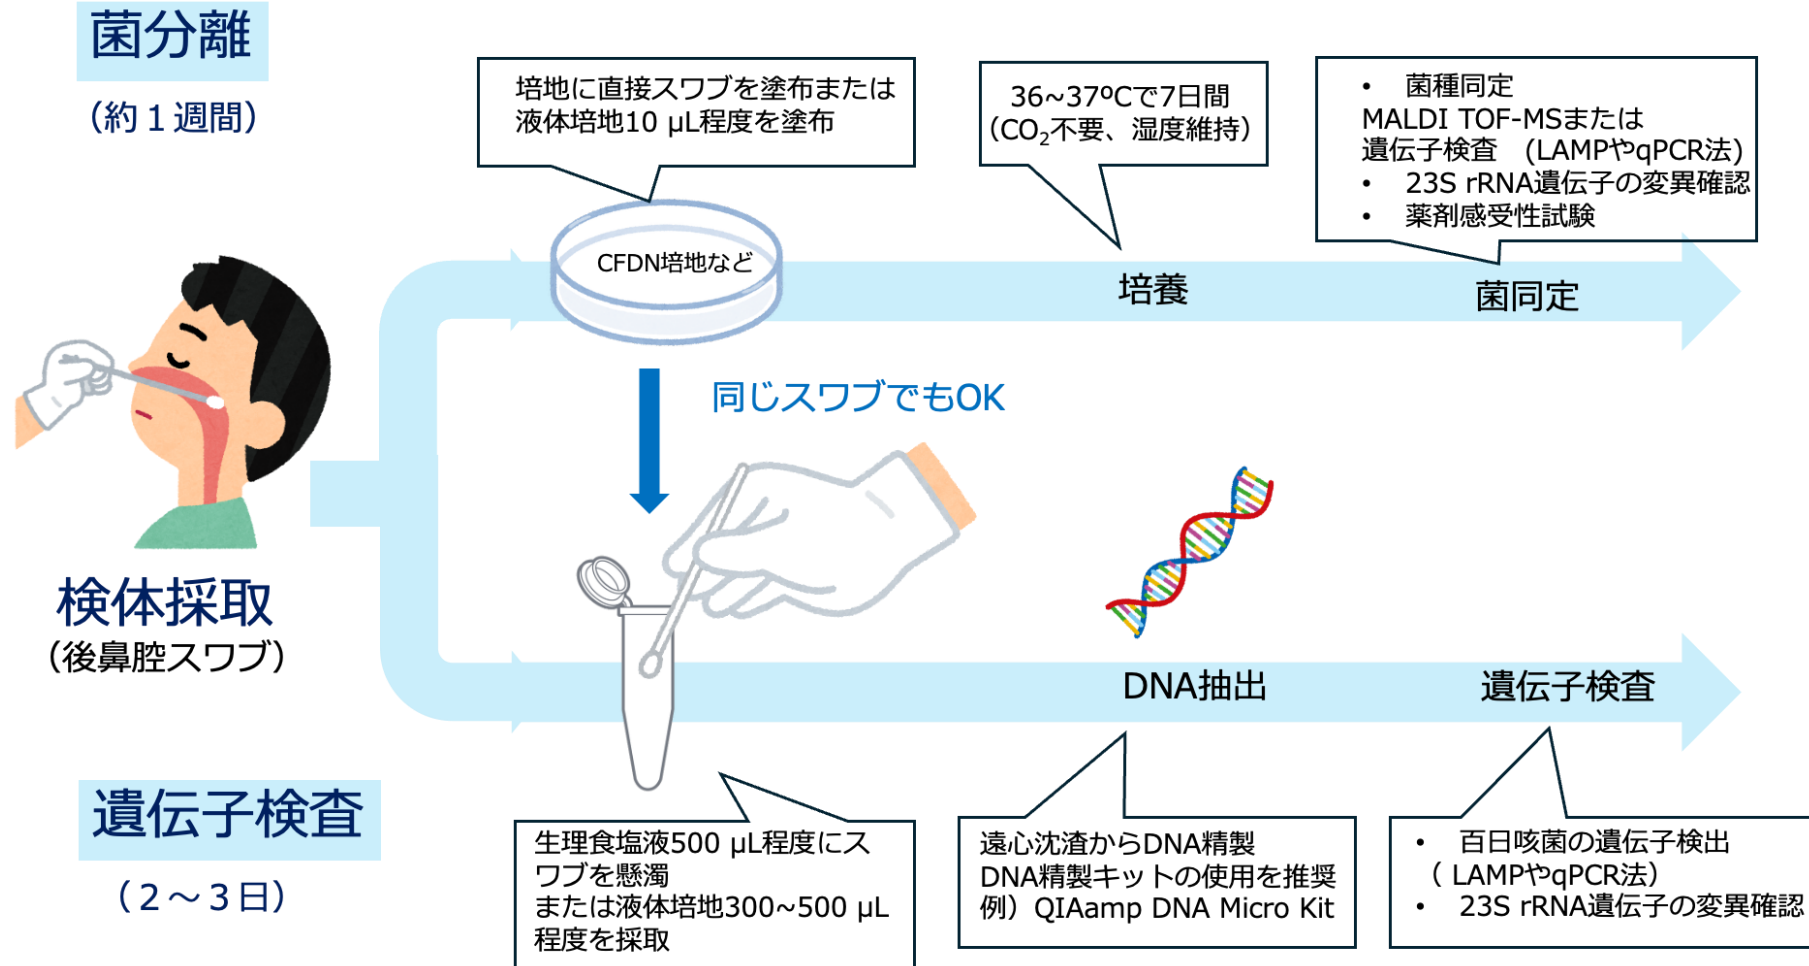 菌分離
（約１週間）
培地に直接スワブを塗布または
液体培地10 µL程度を塗布
36~37ºCで7日間
（CO₂不要、湿度維持）
• 菌種同定
MALDI TOF-MSまたは
遺伝子検査　(LAMPやqPCR法)
• 23S rRNA遺伝子の変異確認
• 薬剤感受性試験
CFDN培地など
培養
菌同定
同じスワブでもOK
検体採取
（後鼻腔スワブ）
DNA抽出
遺伝子検査
遺伝子検査
（２～３日）
生理食塩液500 µL程度にス
ワブを懸濁
または液体培地300~500 µL
程度を採取
遠心沈渣からDNA精製
DNA精製キットの使用を推奨
例）QIAamp DNA Micro Kit
• 百日咳菌の遺伝子検出
（ LAMPやqPCR法）
• 23S rRNA遺伝子の変異確認